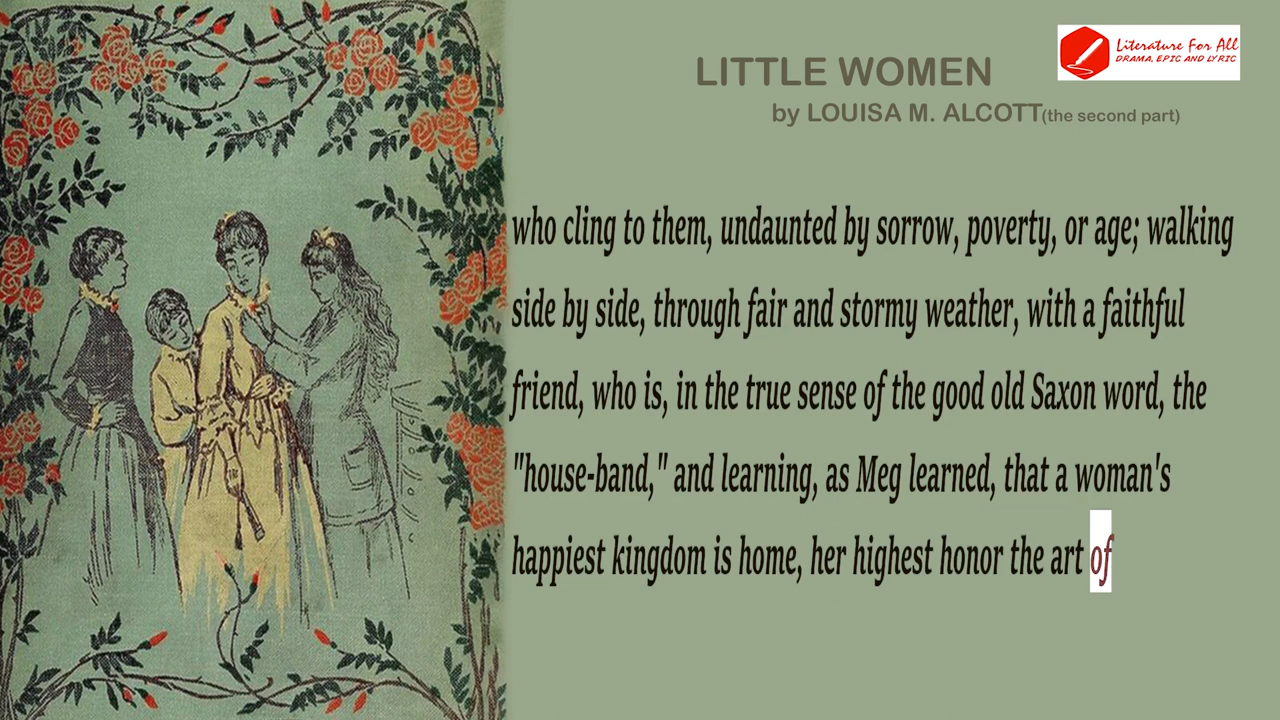 LITTLE WOMEN
by LOUISA M. ALCOTT(the second part)
Literature For All
DRAMA, EPIC AND LYRIC
who cling to them, undaunted by sorrow, poverty, or age; walking
side by side, through fair and stormy weather, with a faithful
friend, who is, in the true sense of the good old Saxon word, the
"house-band," and learning, as Meg learned, that a woman's
happiest kingdom is home, her highest honor the art of